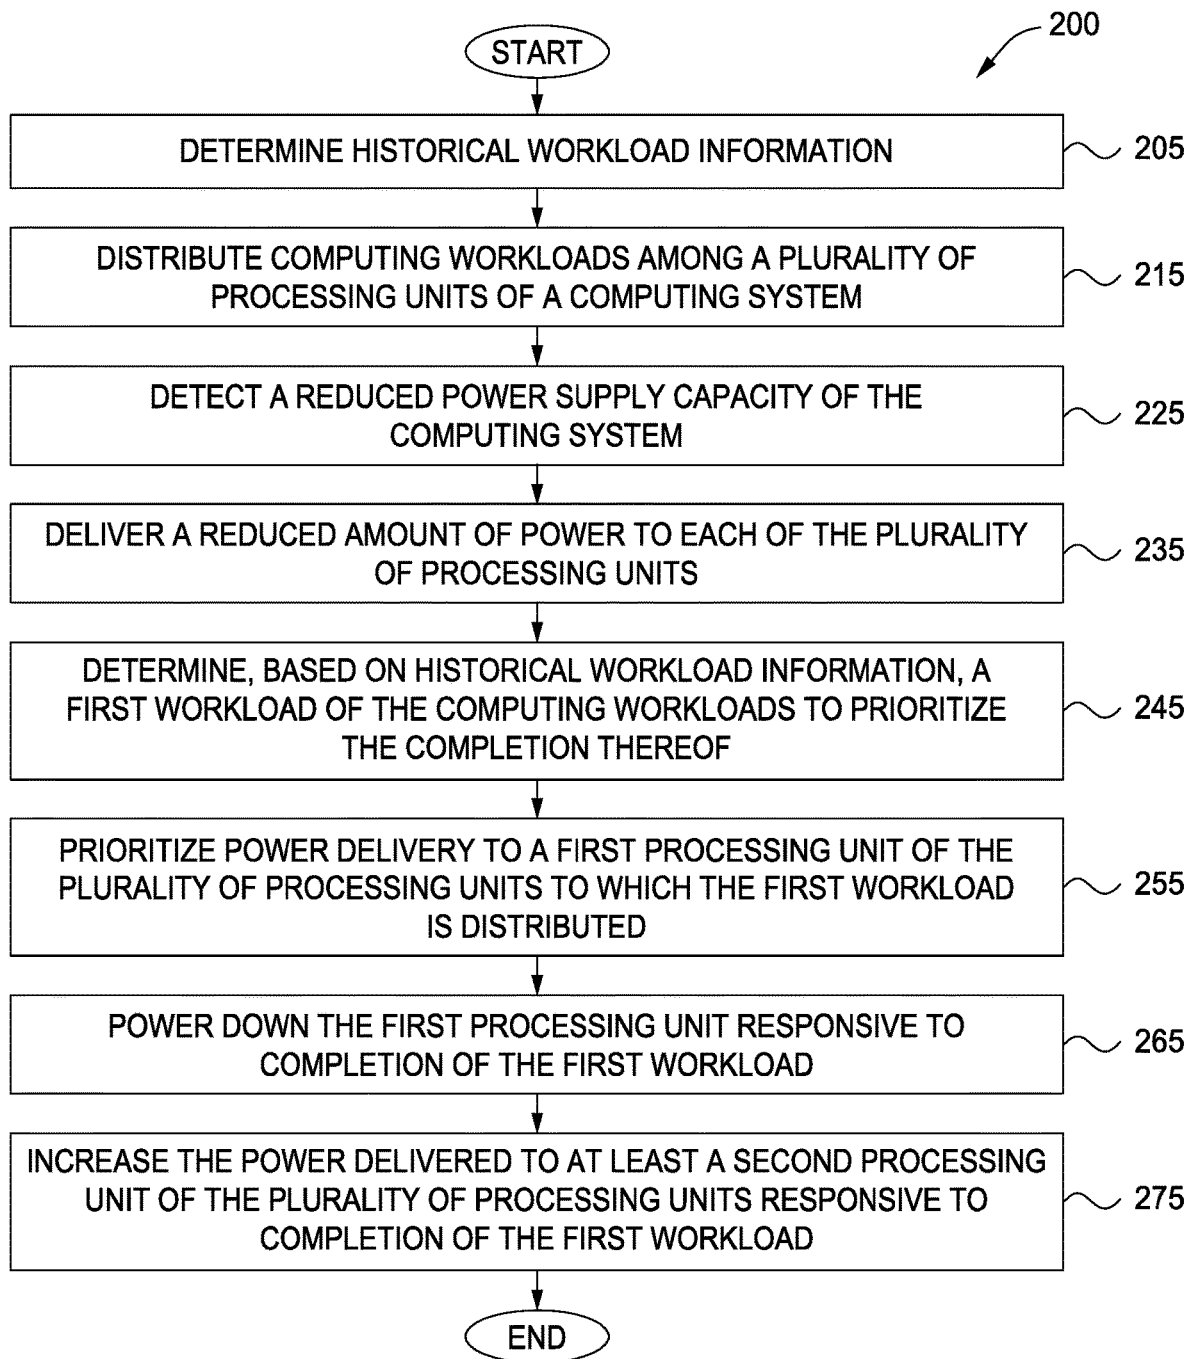 200
START
DETERMINE HISTORICAL WORKLOAD INFORMATION
205
DISTRIBUTE COMPUTING WORKLOADS AMONG A PLURALITY OF
PROCESSING UNITS OF A COMPUTING SYSTEM
215
DETECT A REDUCED POWER SUPPLY CAPACITY OF THE
COMPUTING SYSTEM
225
DELIVER A REDUCED AMOUNT OF POWER TO EACH OF THE PLURALITY
OF PROCESSING UNITS
235
DETERMINE, BASED ON HISTORICAL WORKLOAD INFORMATION, A
FIRST WORKLOAD OF THE COMPUTING WORKLOADS TO PRIORITIZE
THE COMPLETION THEREOF
245
PRIORITIZE POWER DELIVERY TO A FIRST PROCESSING UNIT OF THE
PLURALITY OF PROCESSING UNITS TO WHICH THE FIRST WORKLOAD
IS DISTRIBUTED
255
POWER DOWN THE FIRST PROCESSING UNIT RESPONSIVE TO
COMPLETION OF THE FIRST WORKLOAD
265
INCREASE THE POWER DELIVERED TO AT LEAST A SECOND PROCESSING
UNIT OF THE PLURALITY OF PROCESSING UNITS RESPONSIVE TO
COMPLETION OF THE FIRST WORKLOAD
275
END